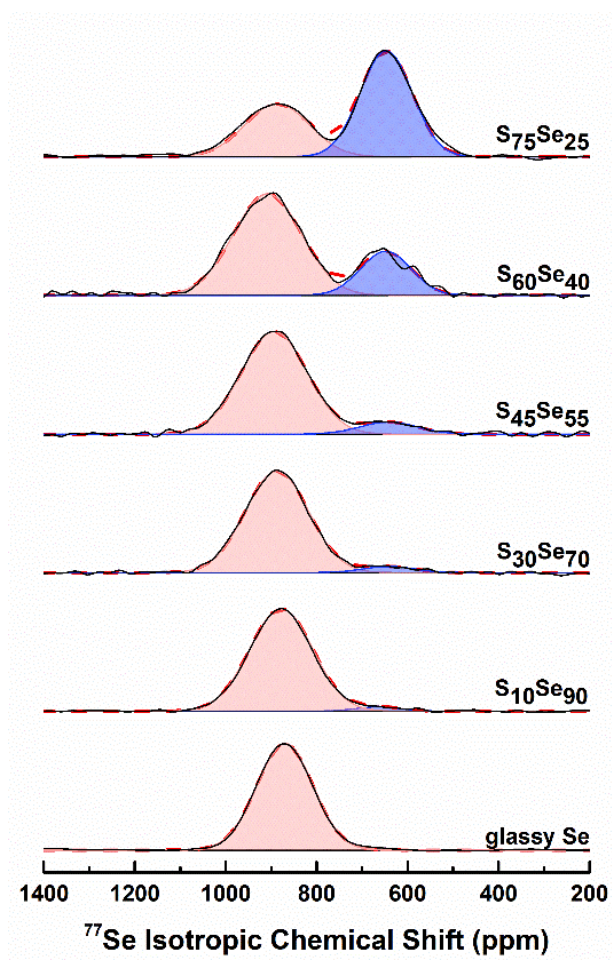 S75Se25
S60Se40
S45Se55
S30Se70
S10Se90
glassy Se
1400 1200 1000 800 600 400 200
77Se Isotropic Chemical Shift (ppm)